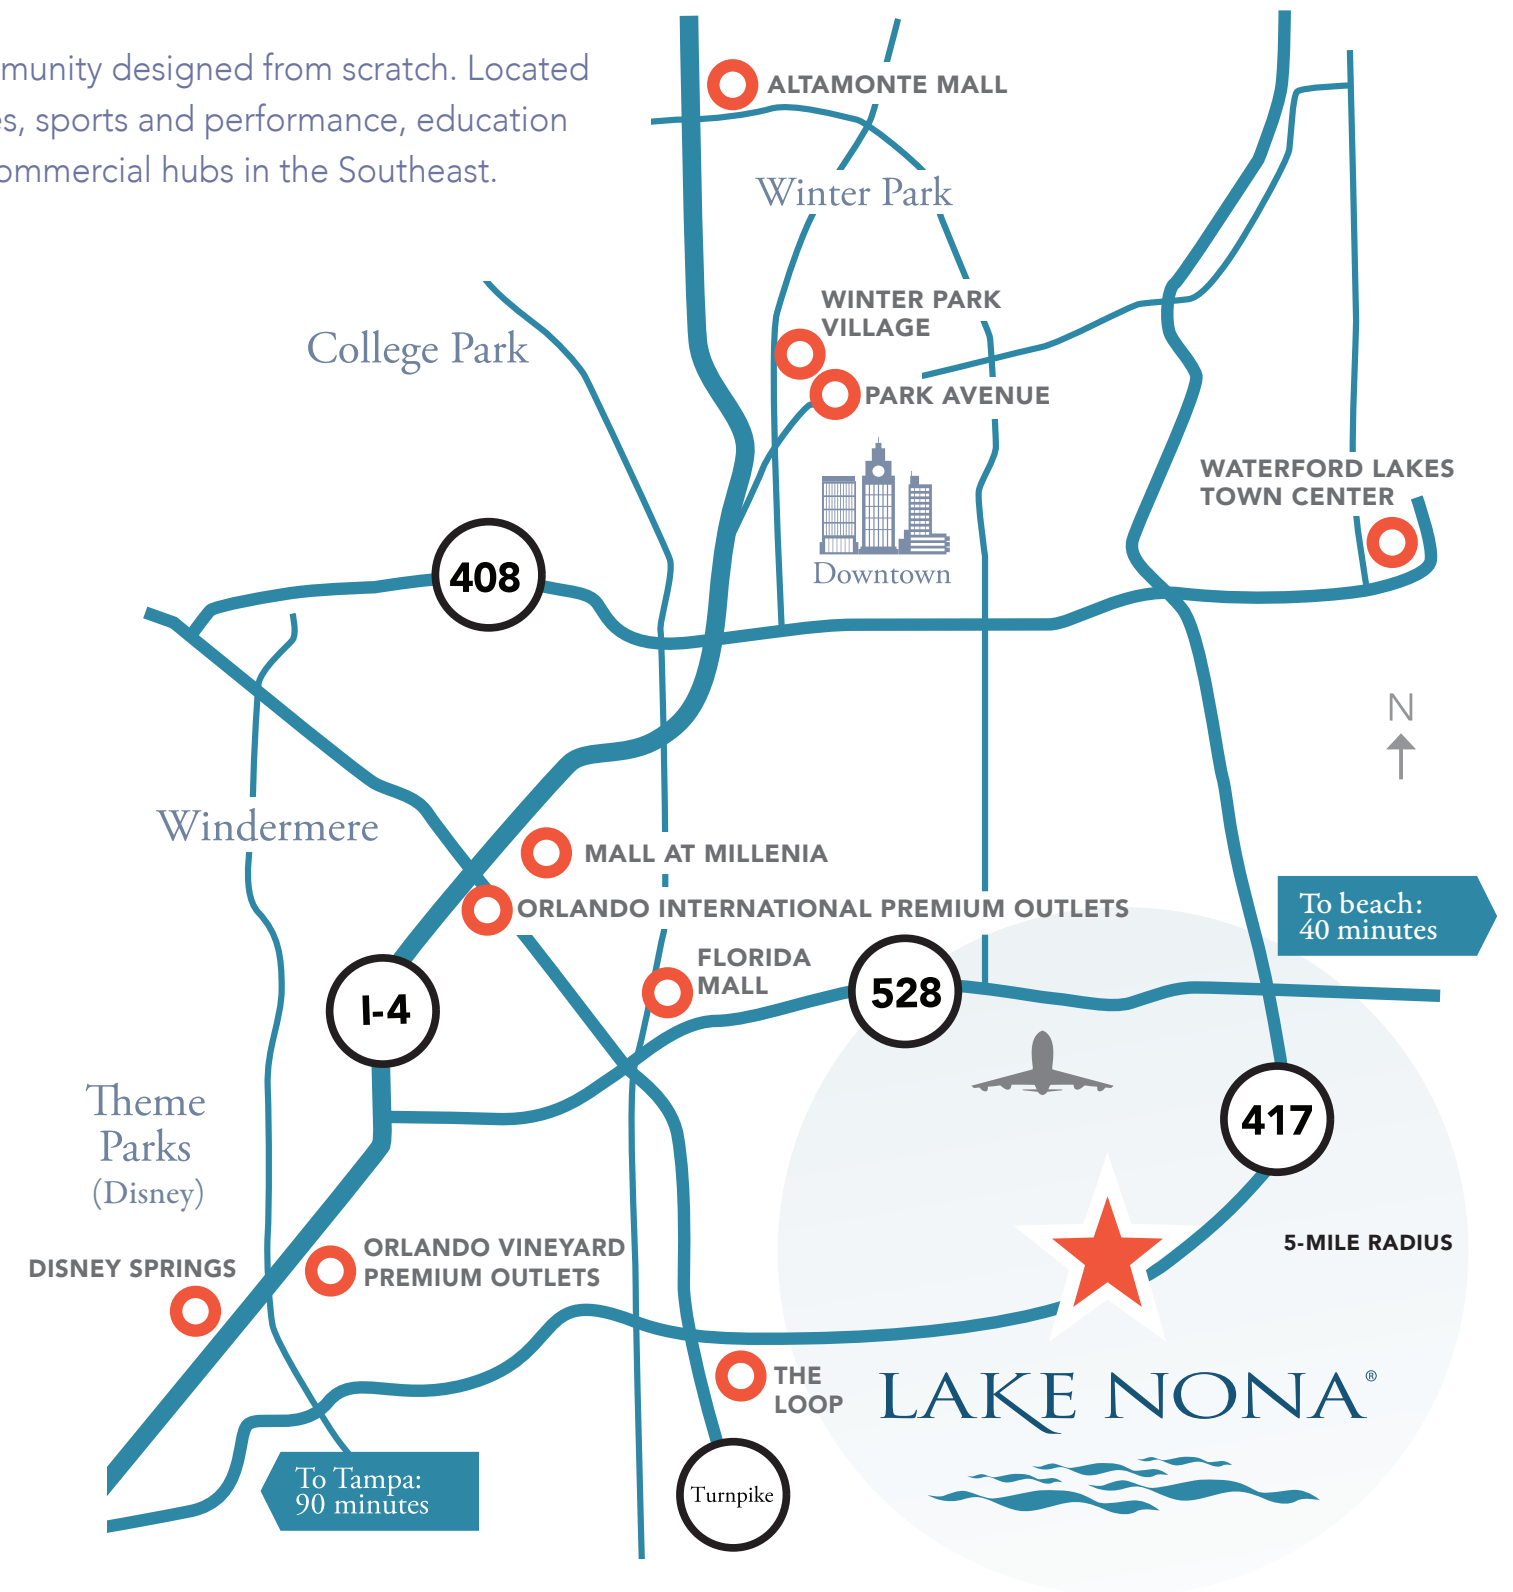 munity designed from scratch. Located
s, sports and performance, education
ommercial hubs in the Southeast.
ALTAMONTE MALL
Winter Park
WINTER PARK
VILLAGE
College Park
PARK AVENUE
WATERFORD LAKES
TOWN CENTER
408
Downtown
N
Windermere
MALL AT MILLENIA
ORLANDO INTERNATIONAL PREMIUM OUTLETS
To beach:
40 minutes
FLORIDA
MALL
528
I-4
Theme
Parks
(Disney)
417
5-MILE RADIUS
ORLANDO VINEYARD
PREMIUM OUTLETS
DISNEY SPRINGS
THE
LOOP
LAKE NONA®
To Tampa:
90 minutes
Turnpike